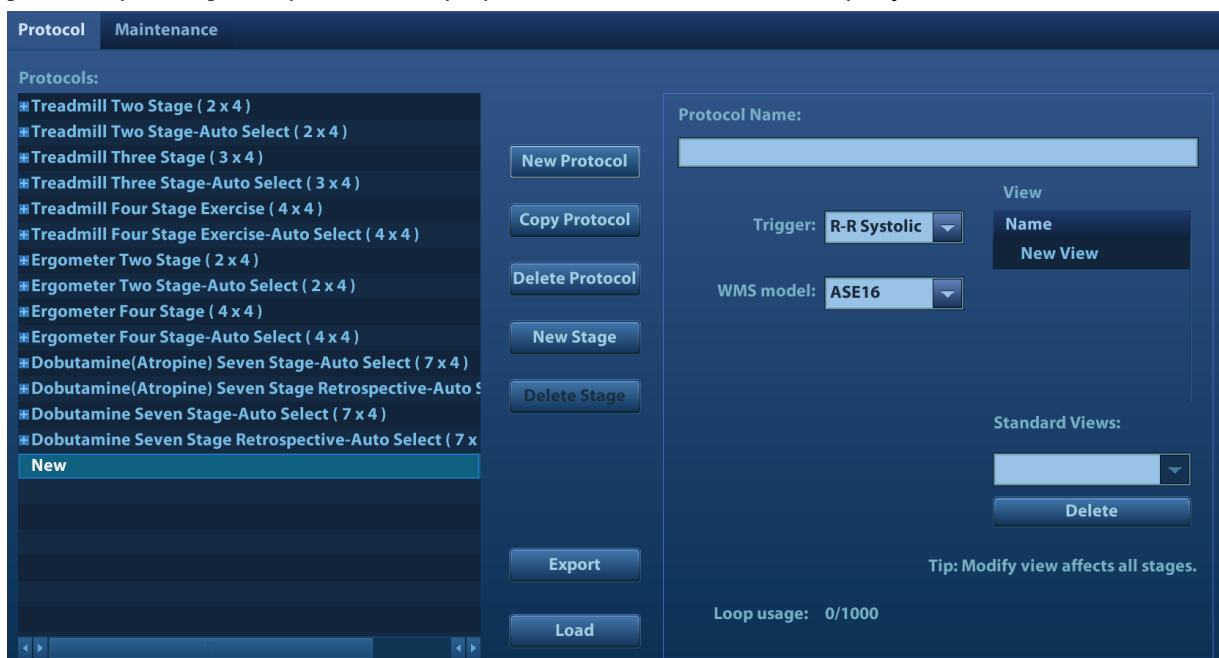 Protocol Maintenance
Protocols:
Treadmill Two Stage ( 2 x 4 )
Treadmill Two Stage-Auto Select ( 2 x 4 )
Treadmill Three Stage ( 3 x 4 )
Treadmill Three Stage-Auto Select ( 3 x 4 )
Treadmill Four Stage Exercise ( 4 x 4 )
Treadmill Four Stage Exercise-Auto Select ( 4 x 4 )
Ergometer Two Stage ( 2 x 4 )
Ergometer Two Stage-Auto Select ( 2 x 4 )
Ergometer Four Stage ( 4 x 4 )
Ergometer Four Stage-Auto Select ( 4 x 4 )
Dobutamine(Atropine) Seven Stage-Auto Select ( 7 x 4 )
Dobutamine(Atropine) Seven Stage Retrospective-Auto
Dobutamine Seven Stage-Auto Select ( 7 x 4 )
Dobutamine Seven Stage Retrospective-Auto Select ( 7 x
New
New Protocol
Copy Protocol
Delete Protocol
New Stage
Delete Stage
Export
Load
Protocol Name:
Trigger: R-R Systolic
WMS model: ASE16
View
Name
New View
Standard Views:
Delete
Tip: Modify view affects all stages.
Loop usage: 0/1000